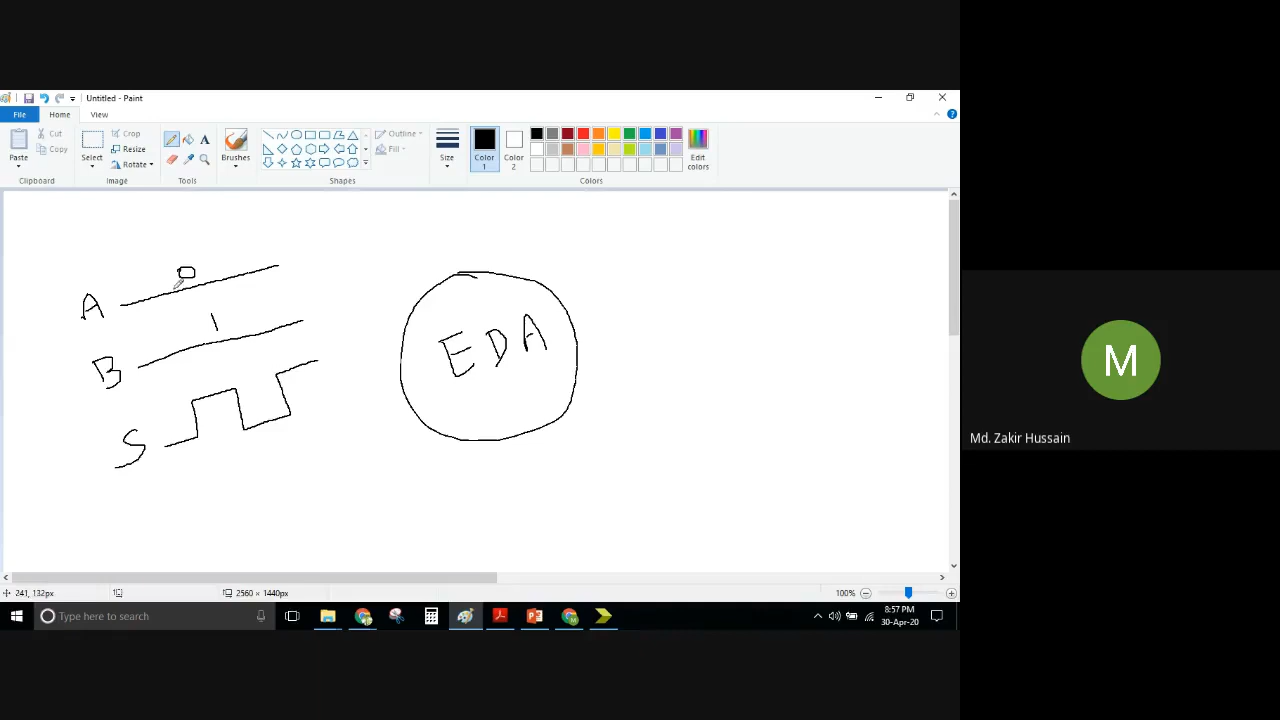 Untitled - Paint
File Home View
Cut
Copy
Paste
Clipboard
Crop
Resize
Rotate
Select
Image
A
Tools
Brushes
Outline
Fill
Shapes
Size
Color 1
Color 2
Edit colors
Colors
A 0
B 1
S
EDA
M
Md. Zakir Hussain
241, 132px
2560 × 1440px
100%
Type here to search
8:57 PM
30-Apr-20